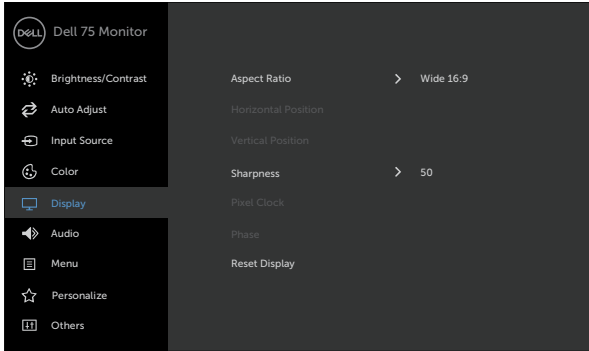 DELL Dell 75 Monitor
Brightness/Contrast
Auto Adjust
Input Source
Color
Display
Audio
Menu
Personalize
Others
Aspect Ratio > Wide 16:9
Horizontal Position
Vertical Position
Sharpness > 50
Pixel Clock
Phase
Reset Display